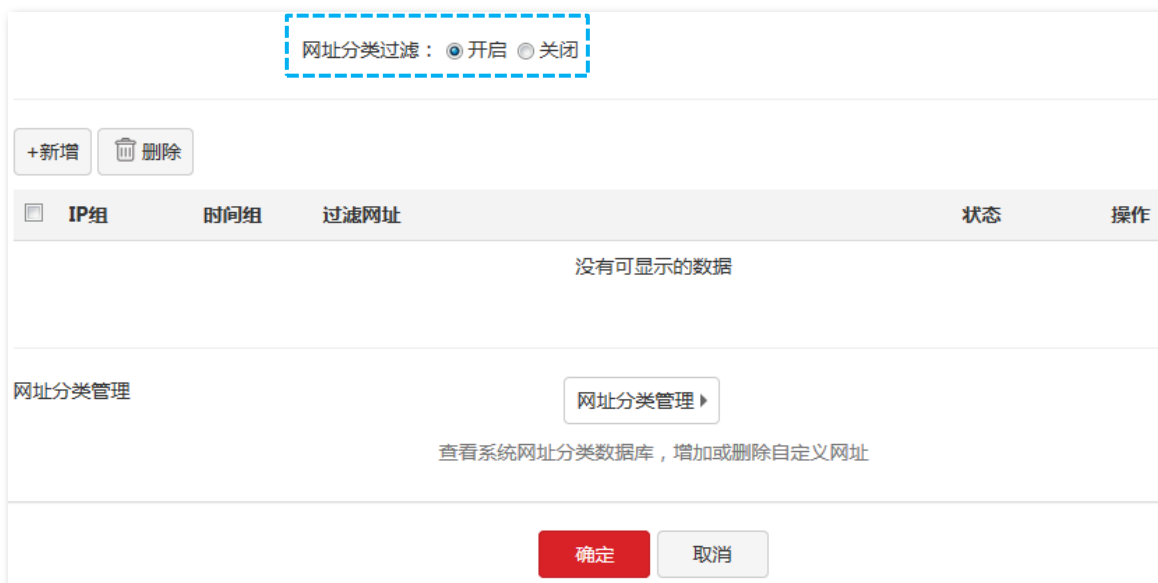 网址分类过滤： 开启 关闭
+新增 删除
IP组 时间组 过滤网址 状态 操作
没有可显示的数据
网址分类管理 网址分类管理
查看系统网址分类数据库，增加或删除自定义网址
确定 取消